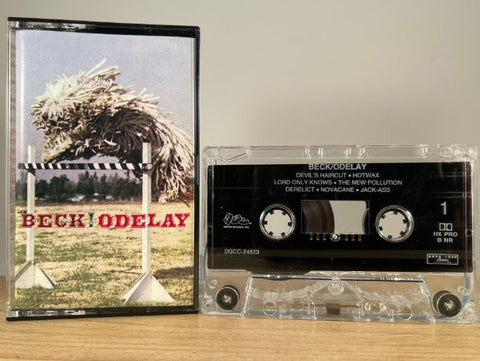 BECK! ODELAY
BECK/ODELAY
DEVIL'S HAIRCUT • HOTWAX
LORD ONLY KNOWS • THE NEW POLLUTION
DERELICT • NOVACANE • JACK-ASS
1
HX PRO
B NR
DGCC-24823